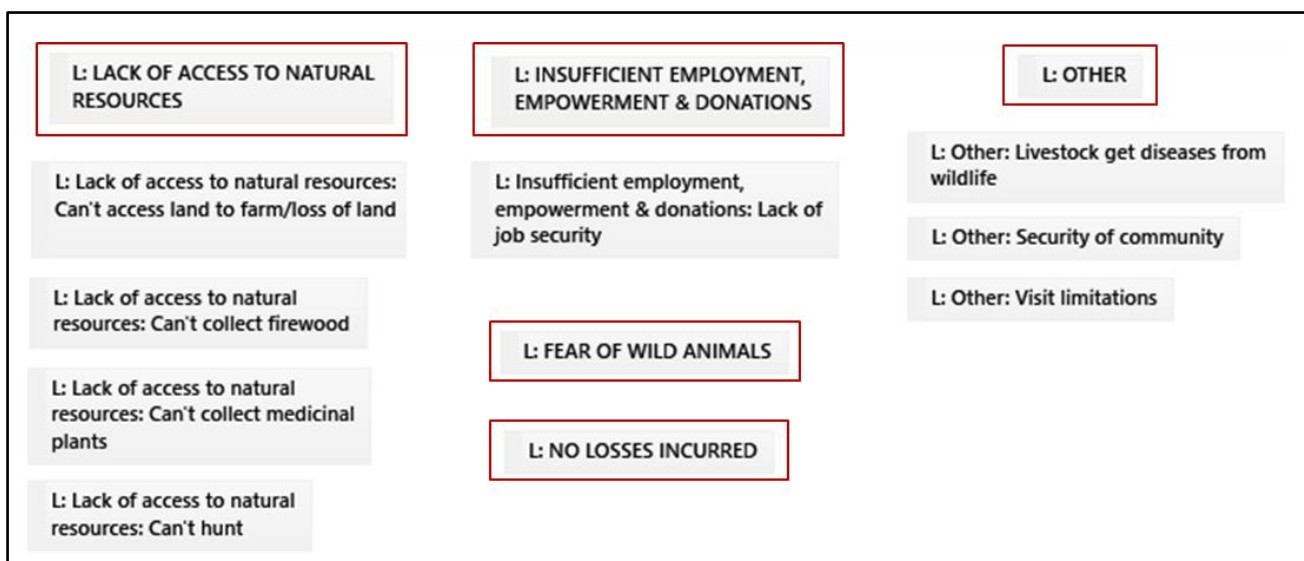 L: LACK OF ACCESS TO NATURAL
RESOURCES
L: Lack of access to natural resources:
Can't access land to farm/loss of land
L: Lack of access to natural
resources: Can't collect firewood
L: Lack of access to natural
resources: Can't collect medicinal
plants
L: Lack of access to natural
resources: Can't hunt
L: INSUFFICIENT EMPLOYMENT,
EMPOWERMENT & DONATIONS
L: Insufficient employment,
empowerment & donations: Lack of
job security
L: FEAR OF WILD ANIMALS
L: NO LOSSES INCURRED
L: OTHER
L: Other: Livestock get diseases from
wildlife
L: Other: Security of community
L: Other: Visit limitations